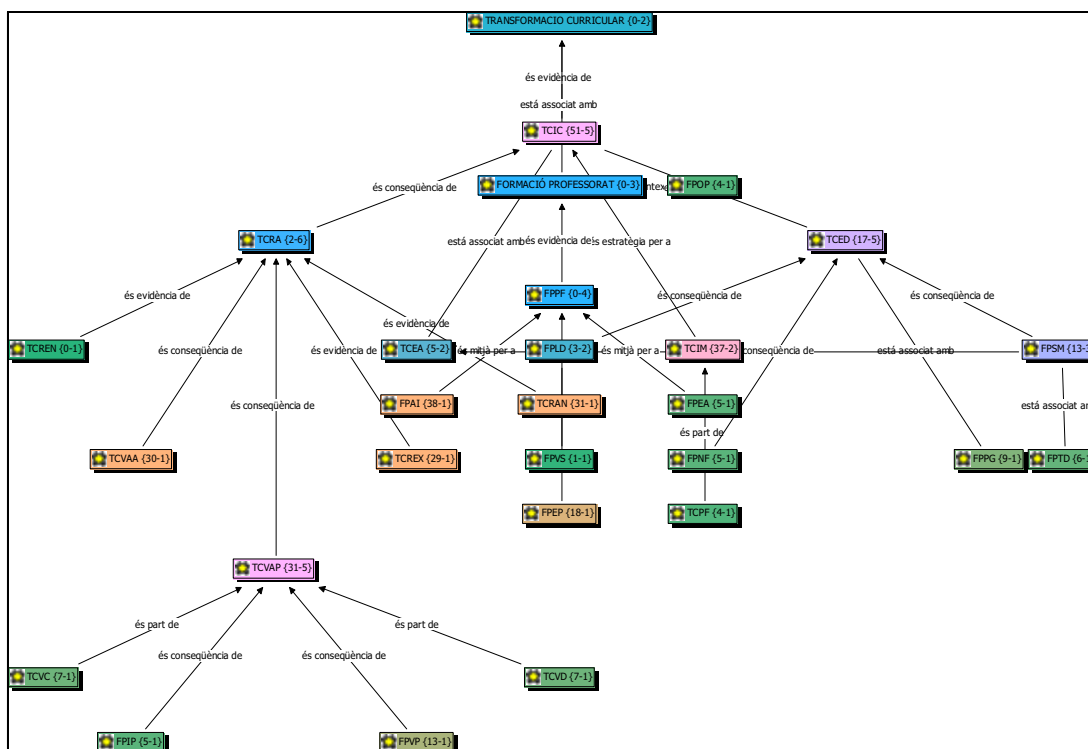 TRANSFORMACIO CURRICULAR {0-2}
és evidència de
está associat amb
TCIC {51-5}
és conseqüència de
FORMACIÓ PROFESSORAT {0-3}
FPOP {4-1}
TCRA {2-6}
está associat amb
és evidència de
és estratègia per a
TCED {17-5}
és evidència de
FPPF {0-4}
és conseqüència de
és conseqüència de
TCREN {0-1}
és conseqüència de
és evidència de
és evidència de
TCEA {5-2}
és mitjà per a
FPLD {3-2}
és mitjà per a
TCIM {37-2}
conseqüència de
está associat amb
FPSM {13-3
és conseqüència de
FPAI {38-1}
TCRAN {31-1}
FPEA {5-1}
está associat am
és part de
TCVAA {30-1}
TCREX {29-1}
FPVS {1-1}
FPNF {5-1}
FPPG {9-1}
FPTD {6-1
FPEP {18-1}
TCPF {4-1}
TCVAP {31-5}
és part de
és part de
és conseqüència de
és conseqüència de
TCVC {7-1}
TCVD {7-1}
FPIP {5-1}
FPVP {13-1}